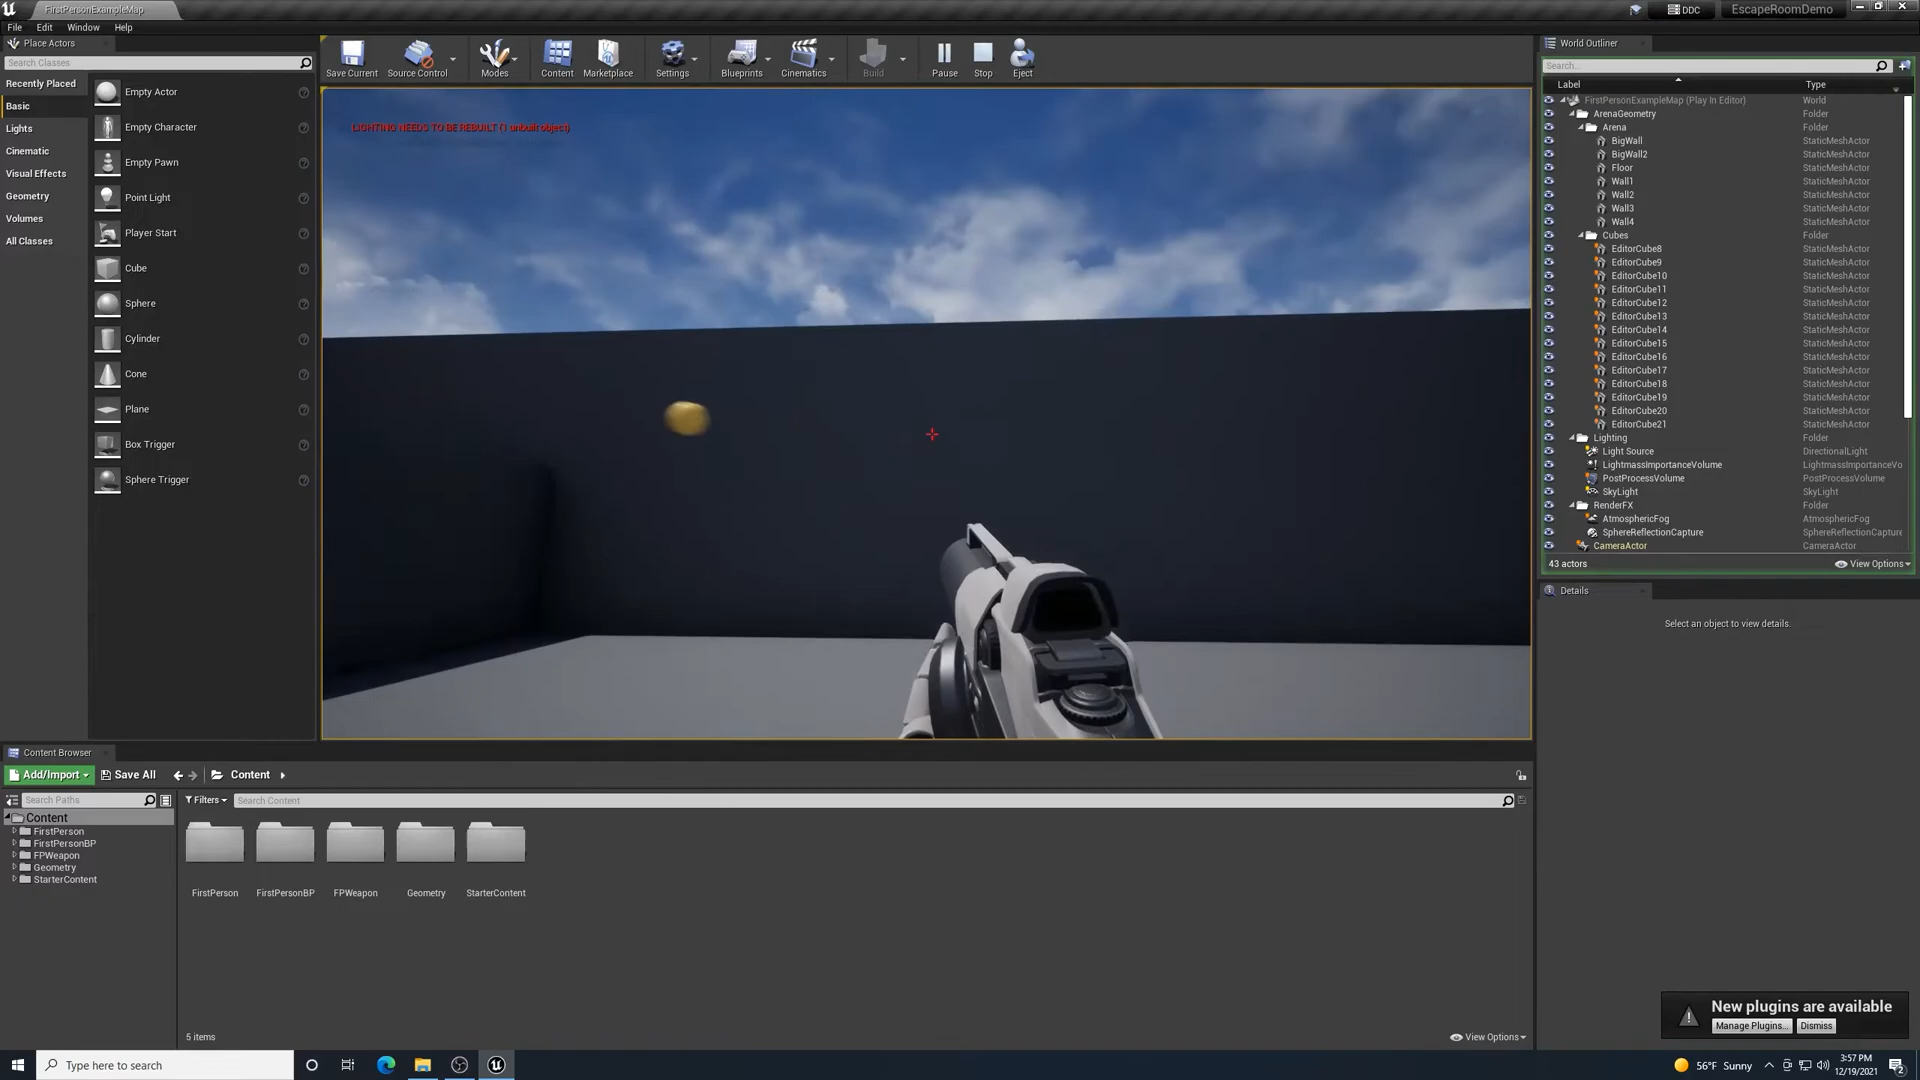 FirstPersonExampleMap
DDC
EscapeRoomDemo
File Edit Window Help
Place Actors
Search Classes
Recently Placed
Basic
Lights
Cinematic
Visual Effects
Geometry
Volumes
All Classes
Empty Actor
Empty Character
Empty Pawn
Point Light
Player Start
Cube
Sphere
Cylinder
Cone
Plane
Box Trigger
Sphere Trigger
Save Current
Source Control
Modes
Content
Marketplace
Settings
Blueprints
Cinematics
Build
Pause
Stop
Eject
LIGHTING NEEDS TO BE REBUILT (1 unbuilt object)
World Outliner
Search...
Label Type
FirstPersonExampleMap (Play In Editor) World
ArenaGeometry Folder
Arena Folder
BigWall StaticMeshActor
BigWall2 StaticMeshActor
Floor StaticMeshActor
Wall1 StaticMeshActor
Wall2 StaticMeshActor
Wall3 StaticMeshActor
Wall4 StaticMeshActor
Cubes Folder
EditorCube8 StaticMeshActor
EditorCube9 StaticMeshActor
EditorCube10 StaticMeshActor
EditorCube11 StaticMeshActor
EditorCube12 StaticMeshActor
EditorCube13 StaticMeshActor
EditorCube14 StaticMeshActor
EditorCube15 StaticMeshActor
EditorCube16 StaticMeshActor
EditorCube17 StaticMeshActor
EditorCube18 StaticMeshActor
EditorCube19 StaticMeshActor
EditorCube20 StaticMeshActor
EditorCube21 StaticMeshActor
Lighting Folder
Light Source DirectionalLight
LightmassImportanceVolume LightmassImportanceVo
PostProcessVolume PostProcessVolume
SkyLight SkyLight
RenderFX Folder
AtmosphericFog AtmosphericFog
SphereReflectionCapture SphereReflectionCapture
CameraActor CameraActor
43 actors View Options
Details
Select an object to view details.
Content Browser
Add/Import Save All Content
Search Paths
Content
FirstPerson
FirstPersonBP
FPWeapon
Geometry
StarterContent
Filters Search Content
FirstPerson FirstPersonBP FPWeapon Geometry StarterContent
5 items View Options
New plugins are available
Manage Plugins... Dismiss
Type here to search
56°F Sunny
3:57 PM
12/19/2021
2